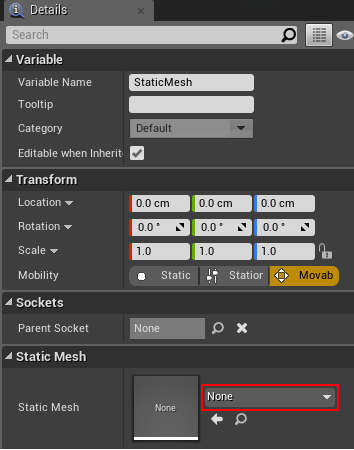 Details
Search
Variable
Variable Name StaticMesh
Tooltip
Category Default
Editable when Inherite
Transform
Location 0.0 cm 0.0 cm 0.0 cm
Rotation 0.0 ° 0.0 ° 0.0 °
Scale 1.0 1.0 1.0
Mobility Static Station Movab
Sockets
Parent Socket None
Static Mesh
Static Mesh None None